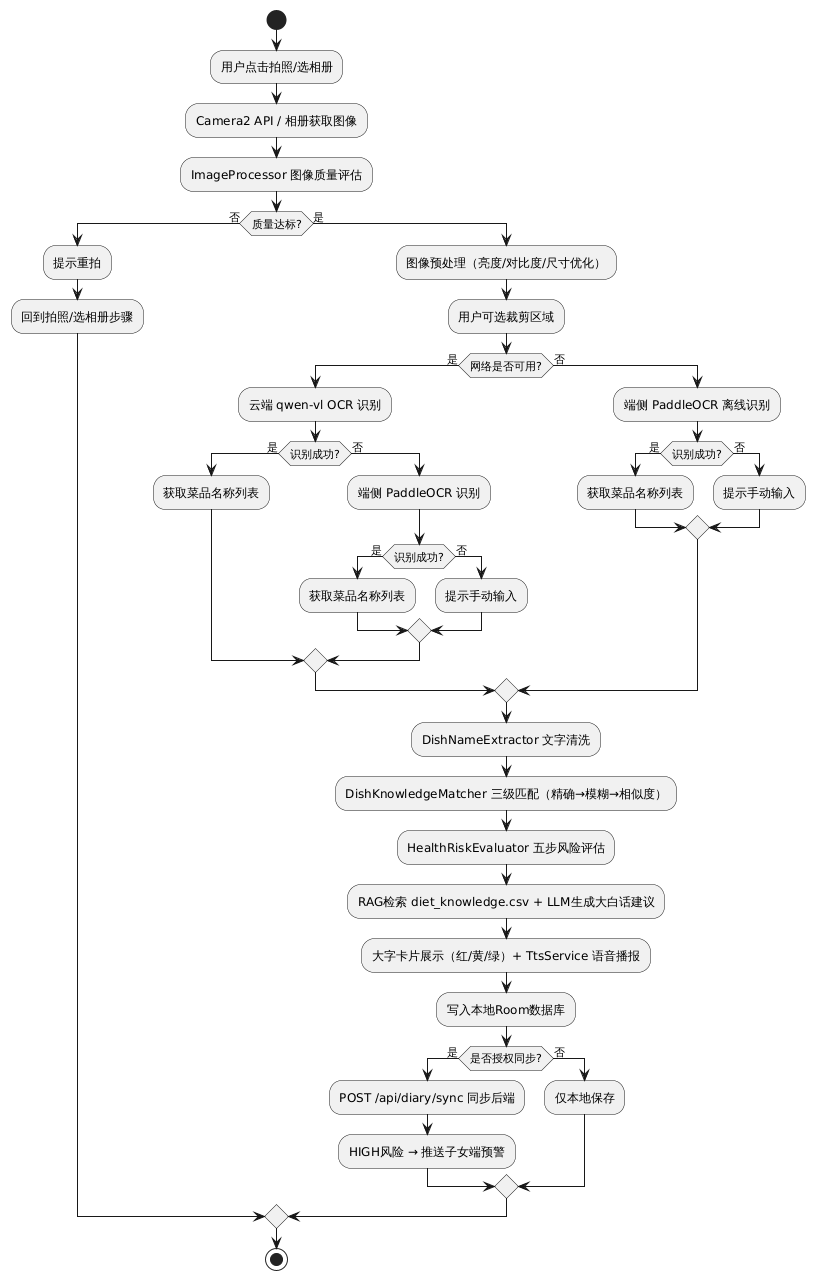 用户点击拍照/选相册
Camera2 API / 相册获取图像
ImageProcessor 图像质量评估
否
质量达标?
是
提示重拍
回到拍照/选相册步骤
图像预处理（亮度/对比度/尺寸优化）
用户可选裁剪区域
是
网络是否可用?
否
云端 qwen-vl OCR 识别
是
识别成功?
否
获取菜品名称列表
端侧 PaddleOCR 识别
是
识别成功?
否
获取菜品名称列表
提示手动输入
端侧 PaddleOCR 离线识别
是
识别成功?
否
获取菜品名称列表
提示手动输入
DishNameExtractor 文字清洗
DishKnowledgeMatcher 三级匹配（精确→模糊→相似度）
HealthRiskEvaluator 五步风险评估
RAG检索 diet_knowledge.csv + LLM生成大白话建议
大字卡片展示（红/黄/绿）+ TtsService 语音播报
写入本地Room数据库
是
是否授权同步?
否
POST /api/diary/sync 同步后端
HIGH风险 → 推送子女端预警
仅本地保存